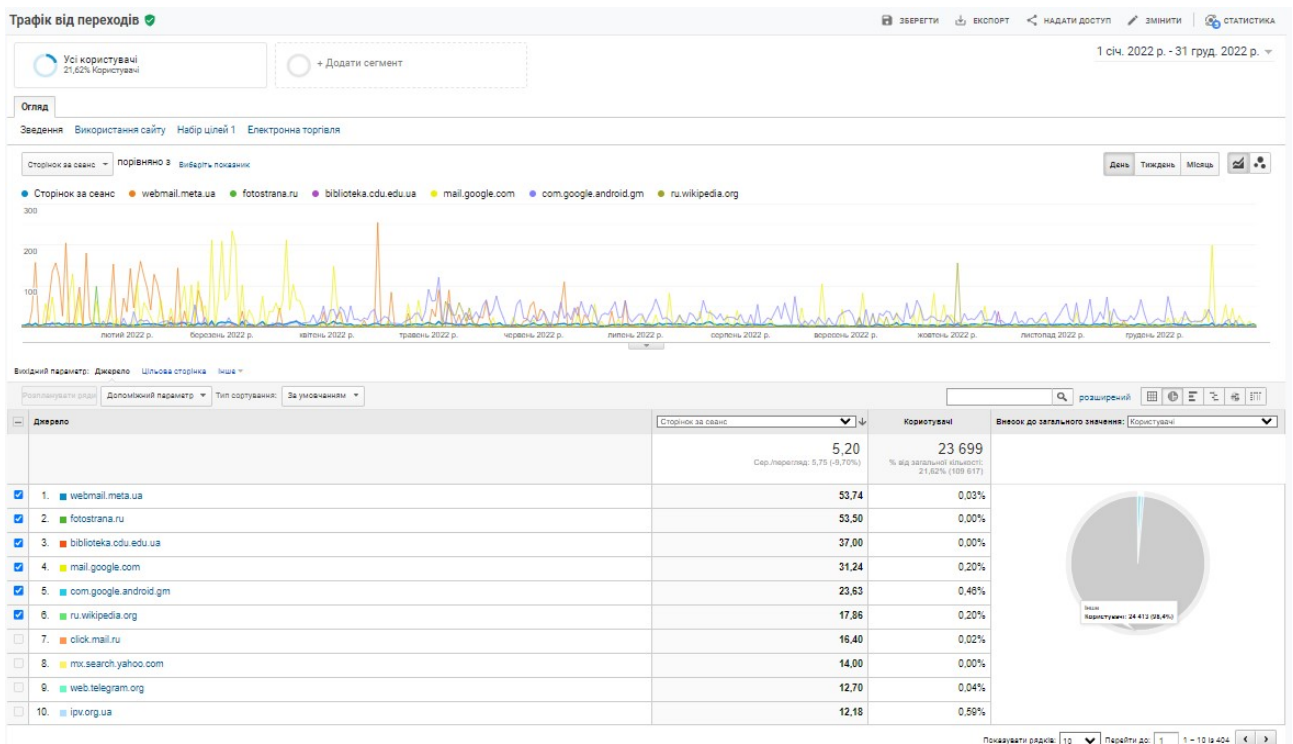 Трафік від переходів
ЗБЕРЕГТИ ЕКСПОРТ НАДАТИ ДОСТУП ЗМІНИТИ СТАТИСТИКА
Усі користувачі
21,62% Користувачі
+ Додати сегмент
1 січ. 2022 р. - 31 груд. 2022 р.
Огляд
Зведення Використання сайту Набір цілей 1 Електронна торгівля
Сторінок за сеанс порівняно з Виберіть показник
День Тиждень Місяць
Сторінок за сеанс webmail.meta.ua fotostrana.ru biblioteka.cdu.edu.ua mail.google.com com.google.android.gm ru.wikipedia.org
300
200
100
лютий 2022 р. березень 2022 р. квітень 2022 р. травень 2022 р. червень 2022 р. липень 2022 р. серпень 2022 р. вересень 2022 р. жовтень 2022 р. листопад 2022 р. грудень 2022 р.
Вихідний параметр: Джерело Цільова сторінка Інше
Розпланувати ряди Допоміжний параметр Тип сортування: За умовчанням розширений
Джерело Сторінок за сеанс Користувачі Внесок до загального значення: Користувачі
5,20 23 699
Сер./перегляд: 5,75 (-9,70%) % від загальної кількості:
21,62% (109 617)
1. webmail.meta.ua 53,74 0,03%
2. fotostrana.ru 53,50 0,00%
3. biblioteka.cdu.edu.ua 37,00 0,00%
4. mail.google.com 31,24 0,20%
5. com.google.android.gm 23,63 0,46%
6. ru.wikipedia.org 17,86 0,20%
Інше
Користувачі: 24 413 (98,4%)
7. click.mail.ru 16,40 0,02%
8. mx.search.yahoo.com 14,00 0,00%
9. web.telegram.org 12,70 0,04%
10. ipv.org.ua 12,18 0,59%
Показувати рядків: 10 Перейти до: 1 1 – 10 із 404